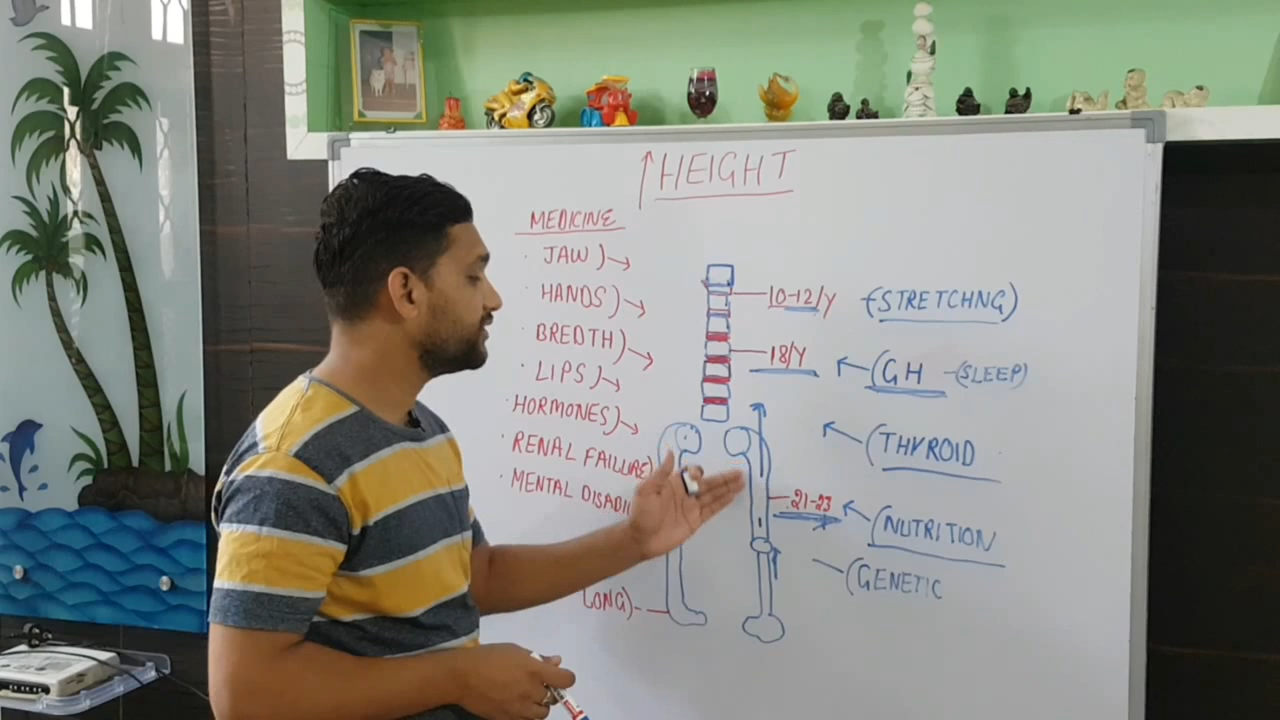 ↑HEIGHT
MEDICINE
· JAW)→
· HANDS)→
· BREDTH)→
· LIPS)→
· HORMONES)→
· RENAL FAILURE)
· MENTAL
LONG)-
10-12/Y
18/Y
21-23
(STRETCHNG)
(GH -(SLEEP)
(THYROID
(NUTRITION
(GENETIC